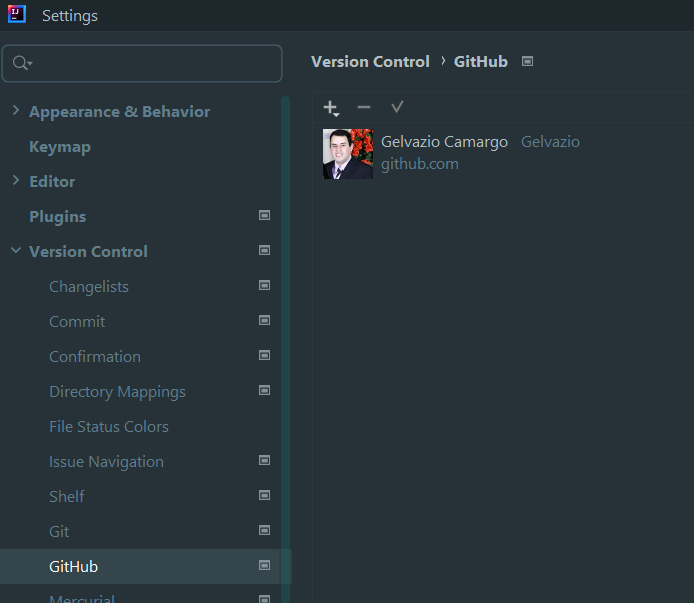 Settings
Version Control › GitHub
Appearance & Behavior
Keymap
Editor
Plugins
Version Control
Changelists
Commit
Confirmation
Directory Mappings
File Status Colors
Issue Navigation
Shelf
Git
GitHub
Mercurial
Gelvazio Camargo Gelvazio
github.com